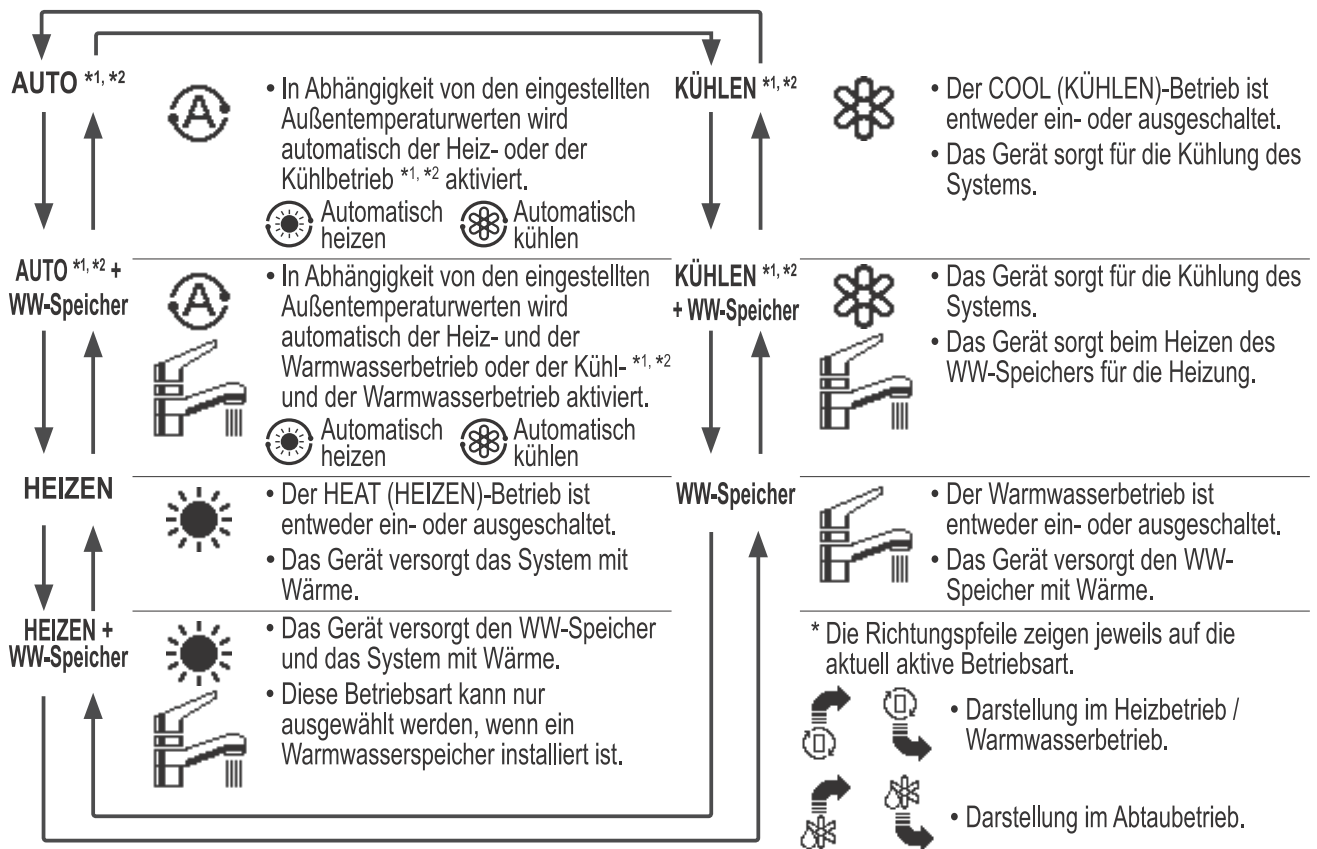 AUTO *1, *2
• In Abhängigkeit von den eingestellten
Außentemperaturwerten wird
automatisch der Heiz- oder der
Kühlbetrieb *1, *2 aktiviert.
Automatisch
heizen
Automatisch
kühlen
AUTO *1, *2 +
WW-Speicher
• In Abhängigkeit von den eingestellten
Außentemperaturwerten wird
automatisch der Heiz- und der
Warmwasserbetrieb oder der Kühl- *1, *2
und der Warmwasserbetrieb aktiviert.
Automatisch
heizen
Automatisch
kühlen
HEIZEN
• Der HEAT (HEIZEN)-Betrieb ist
entweder ein- oder ausgeschaltet.
• Das Gerät versorgt das System mit
Wärme.
HEIZEN +
WW-Speicher
• Das Gerät versorgt den WW-Speicher
und das System mit Wärme.
• Diese Betriebsart kann nur
ausgewählt werden, wenn ein
Warmwasserspeicher installiert ist.
KÜHLEN *1, *2
• Der COOL (KÜHLEN)-Betrieb ist
entweder ein- oder ausgeschaltet.
• Das Gerät sorgt für die Kühlung des
Systems.
KÜHLEN *1, *2
+ WW-Speicher
• Das Gerät sorgt für die Kühlung des
Systems.
• Das Gerät sorgt beim Heizen des
WW-Speichers für die Heizung.
WW-Speicher
• Der Warmwasserbetrieb ist
entweder ein- oder ausgeschaltet.
• Das Gerät versorgt den WW-
Speicher mit Wärme.
* Die Richtungspfeile zeigen jeweils auf die
aktuell aktive Betriebsart.
• Darstellung im Heizbetrieb /
Warmwasserbetrieb.
• Darstellung im Abtaubetrieb.